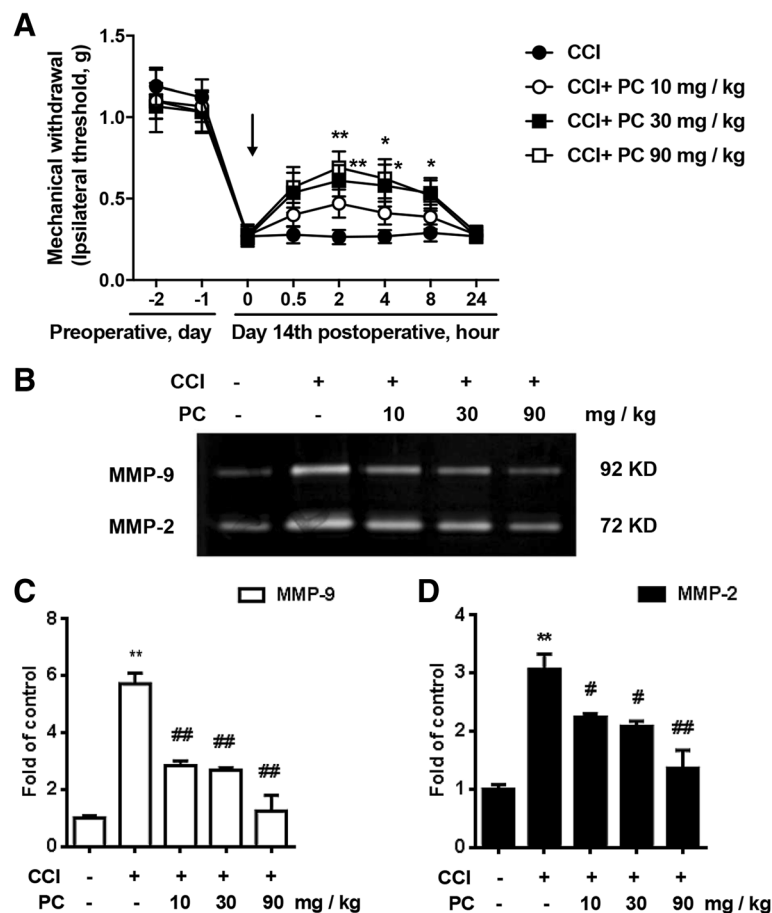 A
Mechanical withdrawal
(Ipsilateral threshold, g)
1.5
1.0
0.5
0.0
CCI
CCI+ PC 10 mg / kg
CCI+ PC 30 mg / kg
CCI+ PC 90 mg / kg
** * 
** * *
-2 -1 0 0.5 2 4 8 24
Preoperative, day Day 14th postoperative, hour
B
CCI - + + + +
PC - - 10 30 90 mg / kg
MMP-9 92 KD
MMP-2 72 KD
C
MMP-9
Fold of control
8
6
4
2
0
** ## ## ##
CCI - + + + +
PC - - 10 30 90 mg / kg
D
MMP-2
Fold of control
4
3
2
1
0
** # # ##
CCI - + + + +
PC - - 10 30 90 mg / kg